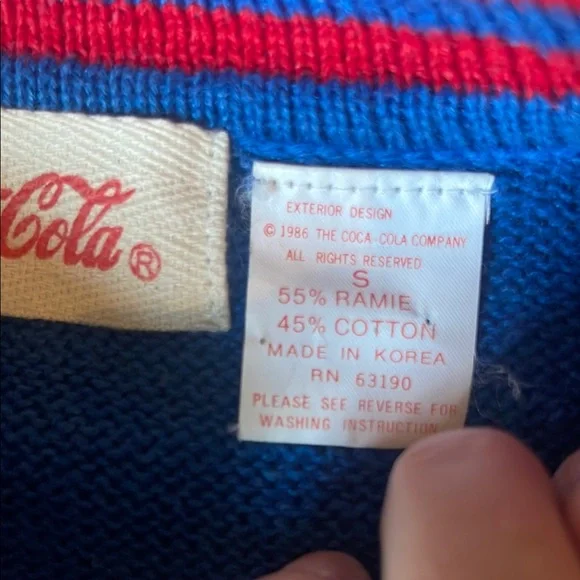 Cola®
EXTERIOR DESIGN
© 1986 THE COCA-COLA COMPANY
ALL RIGHTS RESERVED
S
55% RAMIE
45% COTTON
MADE IN KOREA
RN 63190
PLEASE SEE REVERSE FOR
WASHING INSTRUCTION